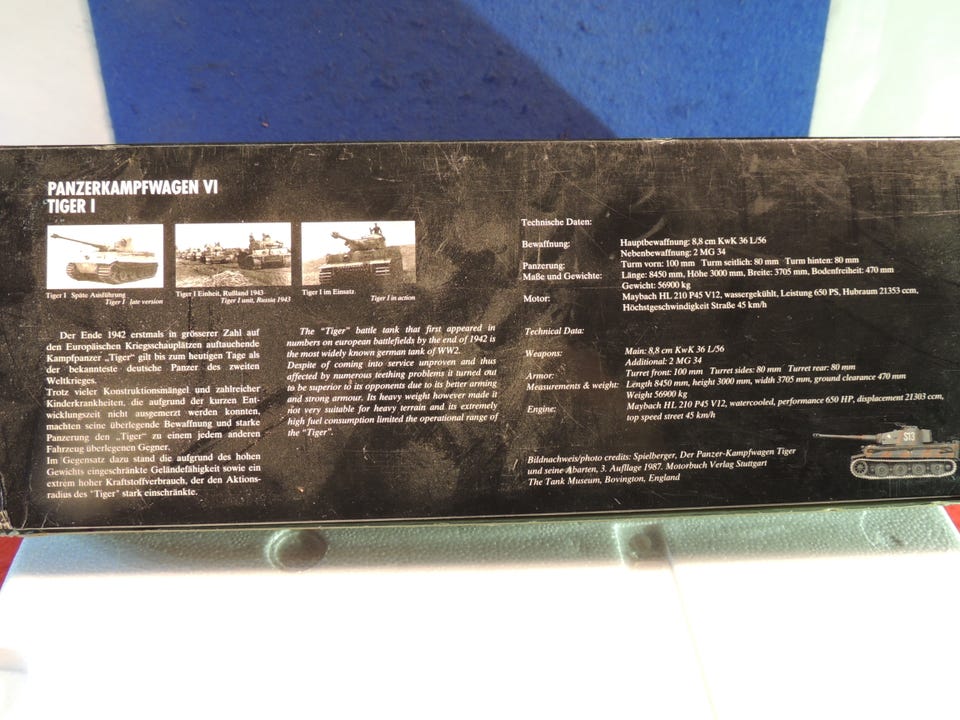 PANZERKAMPFWAGEN VI
TIGER I
Tiger I Späte Ausführung
Tiger I late version
Tiger I Einheit, Rußland 1943
Tiger I unit, Russia 1943
Tiger I im Einsatz
Tiger I in action
Der Ende 1942 erstmals in grösserer Zahl auf
den Europäischen Kriegsschauplätzen auftauchende
Kampfpanzer „Tiger“ gilt bis zum heutigen Tage als
der bekannteste deutsche Panzer des zweiten
Weltkrieges.
Trotz vieler Konstruktionsmängel und zahlreicher
Kinderkrankheiten, die aufgrund der kurzen Ent-
wicklungszeit nicht ausgemerzt werden konnten,
machten seine überlegende Bewaffnung und starke
Panzerung den „Tiger“ zu einem jedem anderen
Fahrzeug überlegenen Gegner.
Im Gegensatz dazu stand die aufgrund des hohen
Gewichts eingeschränkte Geländefähigkeit sowie ein
extrem hoher Kraftstoffverbrauch, der den Aktions-
radius des "Tiger" stark einschränkte.
The "Tiger" battle tank that first appeared in
numbers on european battlefields by the end of 1942 is
the most widely known german tank of WW2.
Despite of coming into service unproven and thus
affected by numerous teething problems it turned out
to be superior to its opponents due to its better arming
and strong armour. Its heavy weight however made it
not very suitable for heavy terrain and its extremely
high fuel consumption limited the operational range of
the "Tiger".
Technische Daten:
Bewaffnung: Hauptbewaffnung: 8,8 cm KwK 36 L/56
Nebenbewaffnung: 2 MG 34
Panzerung: Turm vorn: 100 mm Turm seitlich: 80 mm Turm hinten: 80 mm
Maße und Gewichte: Länge: 8450 mm, Höhe 3000 mm, Breite: 3705 mm, Bodenfreiheit: 470 mm
Gewicht: 56900 kg
Motor: Maybach HL 210 P45 V12, wassergekühlt, Leistung 650 PS, Hubraum 21353 ccm,
Höchstgeschwindigkeit Straße 45 km/h
Technical Data:
Weapons: Main: 8,8 cm KwK 36 L/56
Additional: 2 MG 34
Armor: Turret front: 100 mm Turret sides: 80 mm Turret rear: 80 mm
Measurements & weight: Length 8450 mm, height 3000 mm, width 3705 mm, ground clearance 470 mm
Weight 56900 kg
Engine: Maybach HL 210 P45 V12, watercooled, performance 650 HP, displacement 21303 ccm,
top speed street 45 km/h
Bildnachweis/photo credits: Spielberger, Der Panzer-Kampfwagen Tiger
und seine Abarten, 3. Auflage 1987. Motorbuch Verlag Stuttgart
The Tank Museum, Bovington, England
S13